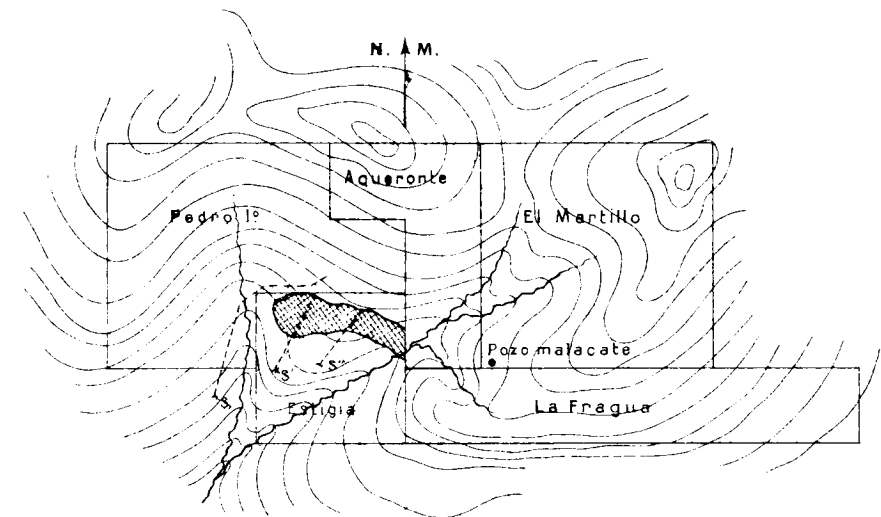 N. M.
Aqueronte
Pedro 1º
El Martillo
Pozo malacate
S
S"
S
Estigia
La Fragua